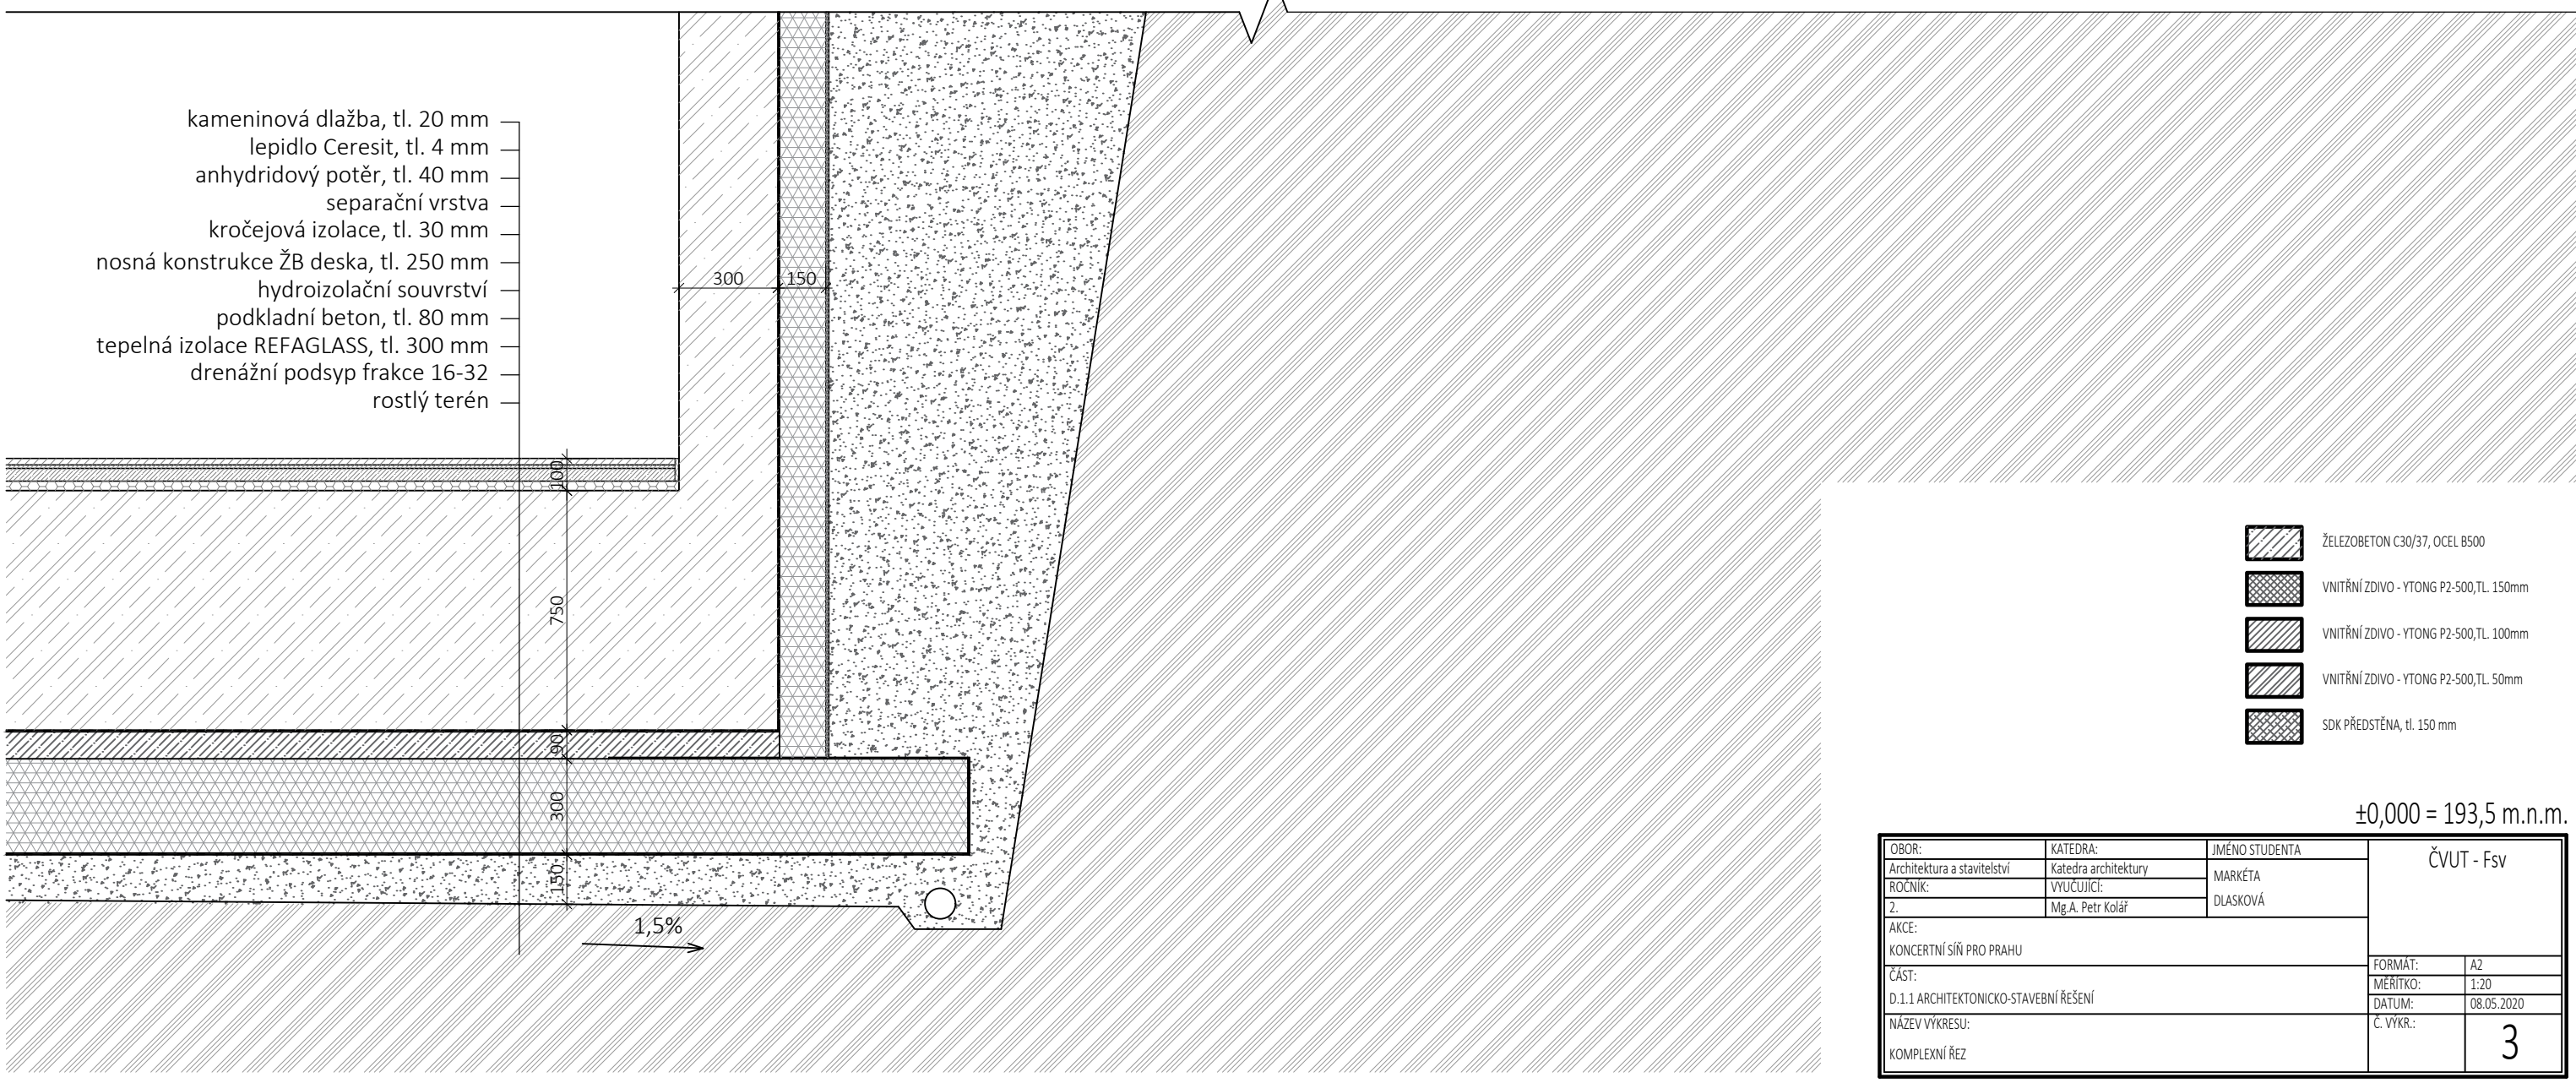 kameninová dlažba, tl. 20 mm
lepidlo Ceresit, tl. 4 mm
anhydridový potěr, tl. 40 mm
separační vrstva
kročejová izolace, tl. 30 mm
nosná konstrukce ŽB deska, tl. 250 mm
hydroizolační souvrství
podkladní beton, tl. 80 mm
tepelná izolace REFAGLASS, tl. 300 mm
drenážní podsyp frakce 16-32
rostlý terén
300
150
100
750
90
300
150
1,5%
ŽELEZOBETON C30/37, OCEL B500
VNITŘNÍ ZDIVO - YTONG P2-500,TL. 150mm
VNITŘNÍ ZDIVO - YTONG P2-500,TL. 100mm
VNITŘNÍ ZDIVO - YTONG P2-500,TL. 50mm
SDK PŘEDSTĚNA, tl. 150 mm
±0,000 = 193,5 m.n.m.
OBOR:
Architektura a stavitelství
ROČNÍK:
2.
KATEDRA:
Katedra architektury
VYUČUJÍCÍ:
Mg.A. Petr Kolář
JMÉNO STUDENTA
MARKÉTA
DLASKOVÁ
ČVUT - Fsv
AKCE:
KONCERTNÍ SÍŇ PRO PRAHU
ČÁST:
D.1.1 ARCHITEKTONICKO-STAVEBNÍ ŘEŠENÍ
NÁZEV VÝKRESU:
KOMPLEXNÍ ŘEZ
FORMÁT: A2
MĚŘÍTKO: 1:20
DATUM: 08.05.2020
Č. VÝKR.: 3